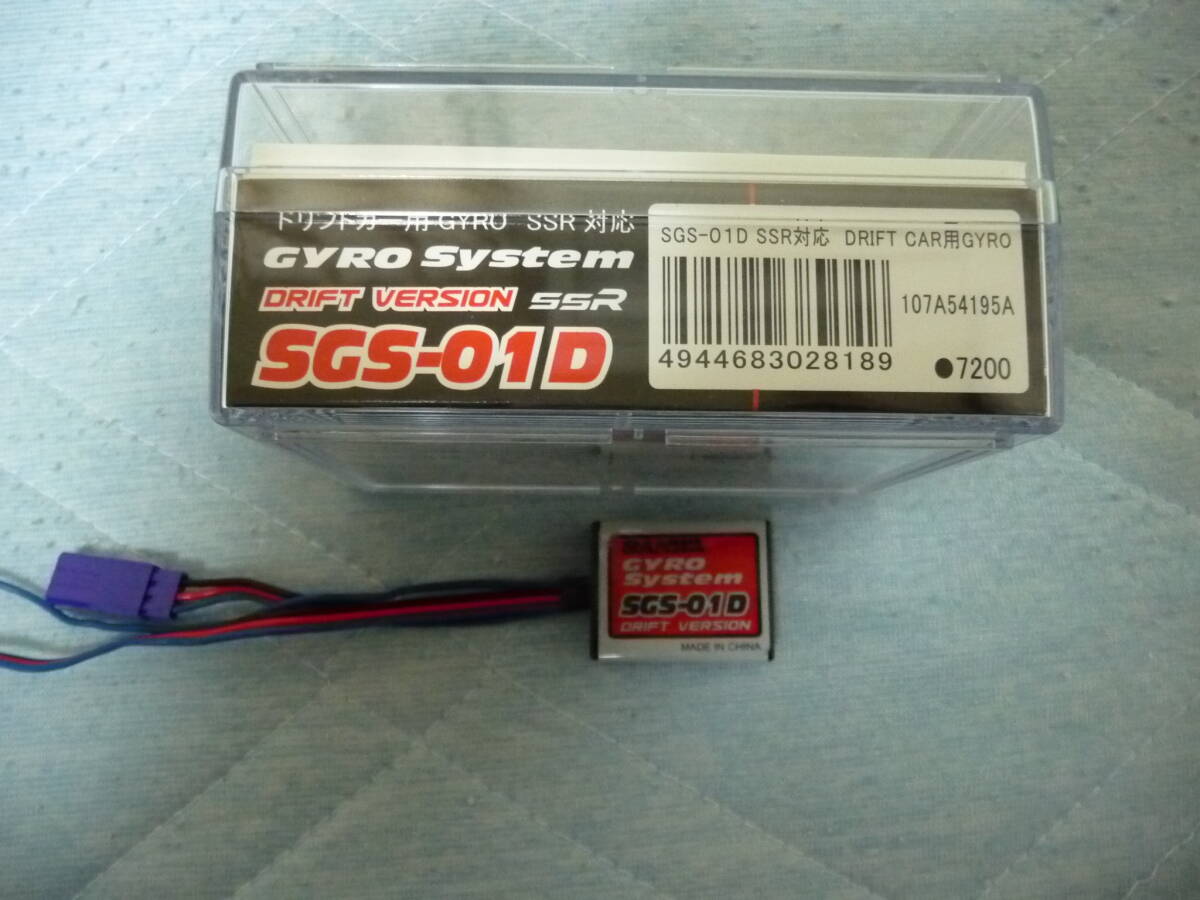 ドリフトカー用 GYRO SSR 対応
GYRO System
DRIFT VERSION SSR
SGS-01D
SGS-01D SSR対応 DRIFT CAR用GYRO
107A54195A
4944683028189
●7200
SANWA
GYRO
System
SGS-01D
DRIFT VERSION
MADE IN CHINA